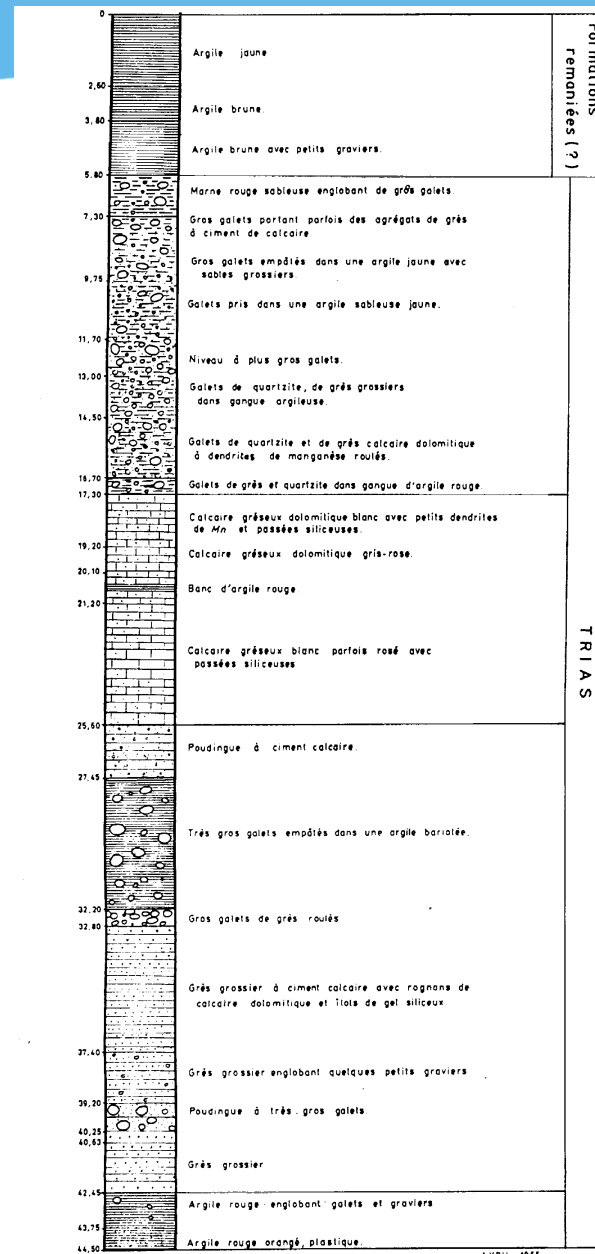 0
Argile jaune
2,60
Argile brune.
3,80
Argile brune avec petits graviers.
5,80
Formations
remaniées (?)
Marne rouge sableuse englobant de gros galets.
7,30
Gros galets portant parfois des agrégats de grès
à ciment de calcaire.
Gros galets empâtés dans une argile jaune avec
sables grossiers.
9,75
Galets pris dans une argile sableuse jaune.
11,70
Niveau à plus gros galets.
13,00
Galets de quartzite, de grès grossiers
dans gangue argileuse.
14,50
Galets de quartzite et de grès calcaire dolomitique
à dendrites de manganèse roulés.
16,70
Galets de grès et quartzite dans gangue d'argile rouge.
17,30
Calcaire gréseux dolomitique blanc avec petits dendrites
de Mn et passées siliceuses.
19,20
Calcaire gréseux dolomitique gris-rose.
20,10
Banc d'argile rouge
21,20
Calcaire gréseux blanc parfois rosé avec
passées siliceuses
TRIAS
25,60
Poudingue à ciment calcaire.
27,45
Très gros galets empâtés dans une argile bariolée.
32,20
Gros galets de grès roulés
32,80
Grès grossier à ciment calcaire avec rognons de
calcaire dolomitique et îlots de gel siliceux.
37,40
Grès grossier englobant quelques petits graviers
39,20
Poudingue à très gros galets.
40,25
40,63
Grès grossier
42,45
Argile rouge englobant galets et graviers
43,75
Argile rouge orangé, plastique.
44,50